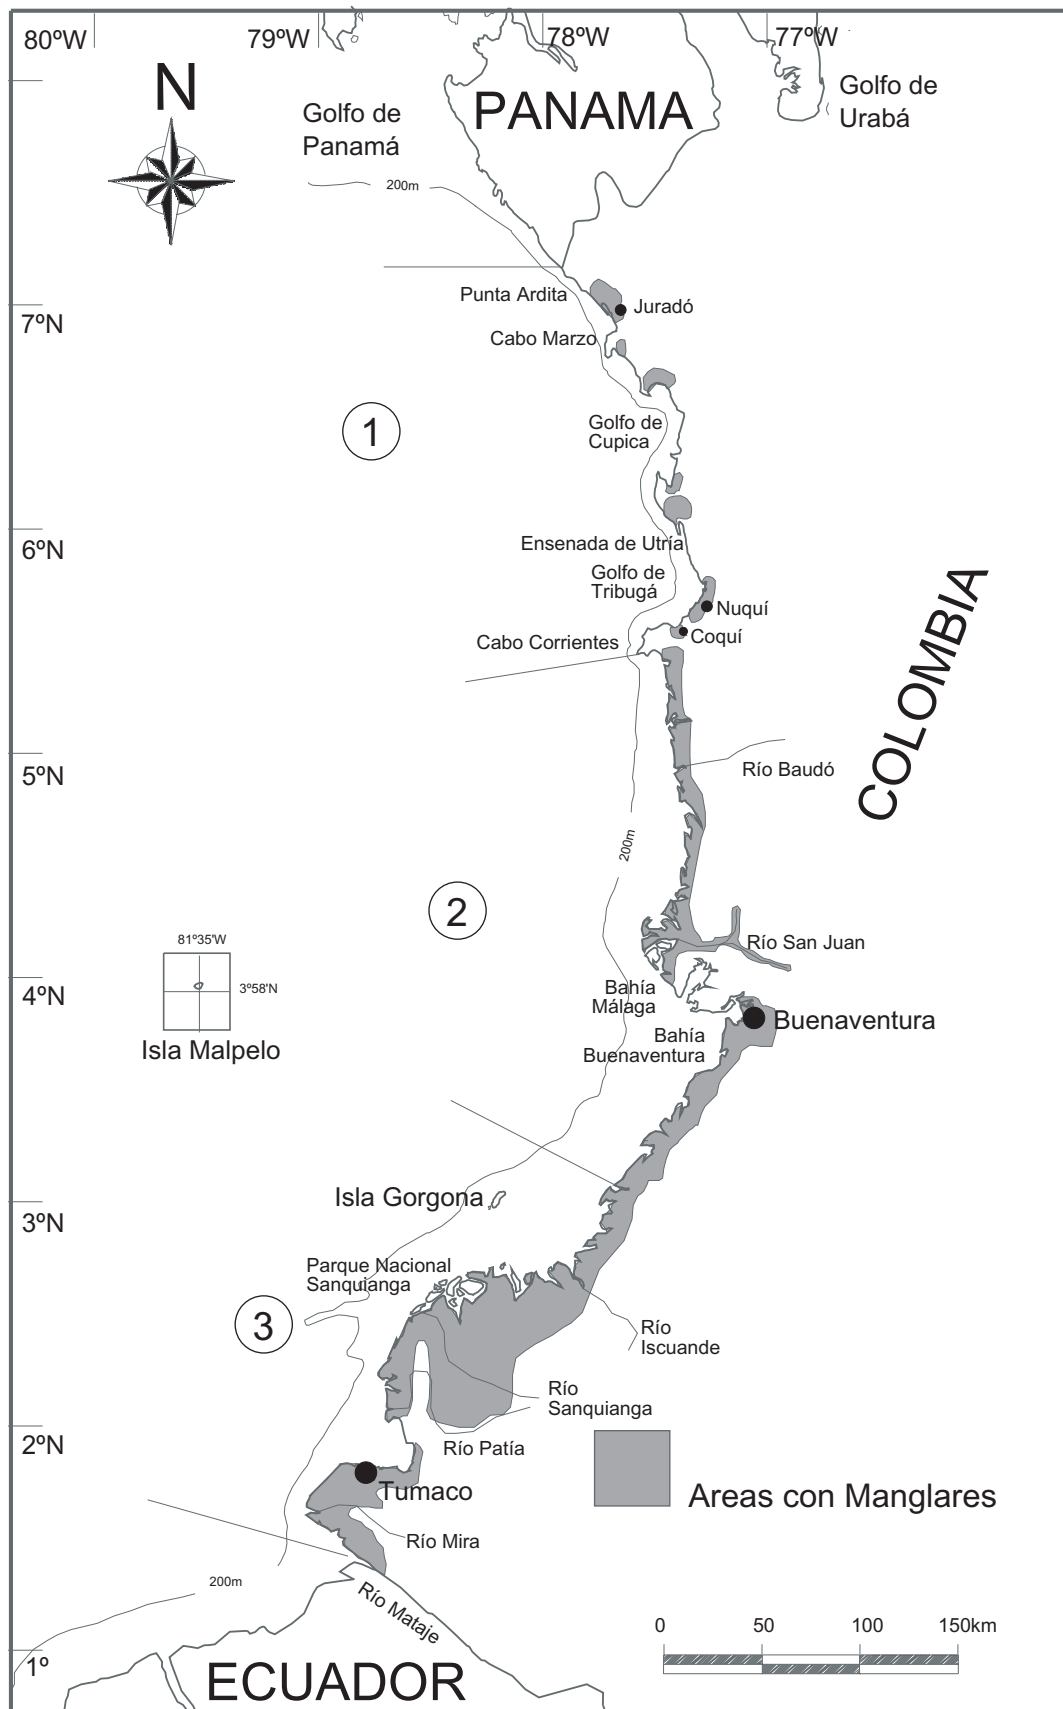 80ºW
79ºW
78ºW
77ºW
N
Golfo de
Panamá
PANAMA
Golfo de
Urabá
200m
Punta Ardita
Juradó
7ºN
Cabo Marzo
1
Golfo de
Cupica
6ºN
Ensenada de Utría
Golfo de
Tribugá
Nuquí
Coquí
Cabo Corrientes
COLOMBIA
5ºN
Río Baudó
200m
2
81º35'W
3º58'N
Isla Malpelo
Río San Juan
4ºN
Bahía
Málaga
Buenaventura
Bahía
Buenaventura
Isla Gorgona
3ºN
Parque Nacional
Sanquianga
3
Río
Iscuande
Río
Sanquianga
2ºN
Río Patía
Tumaco
Areas con Manglares
Río Mira
200m
Río Mataje
0 50 100 150km
1º
ECUADOR